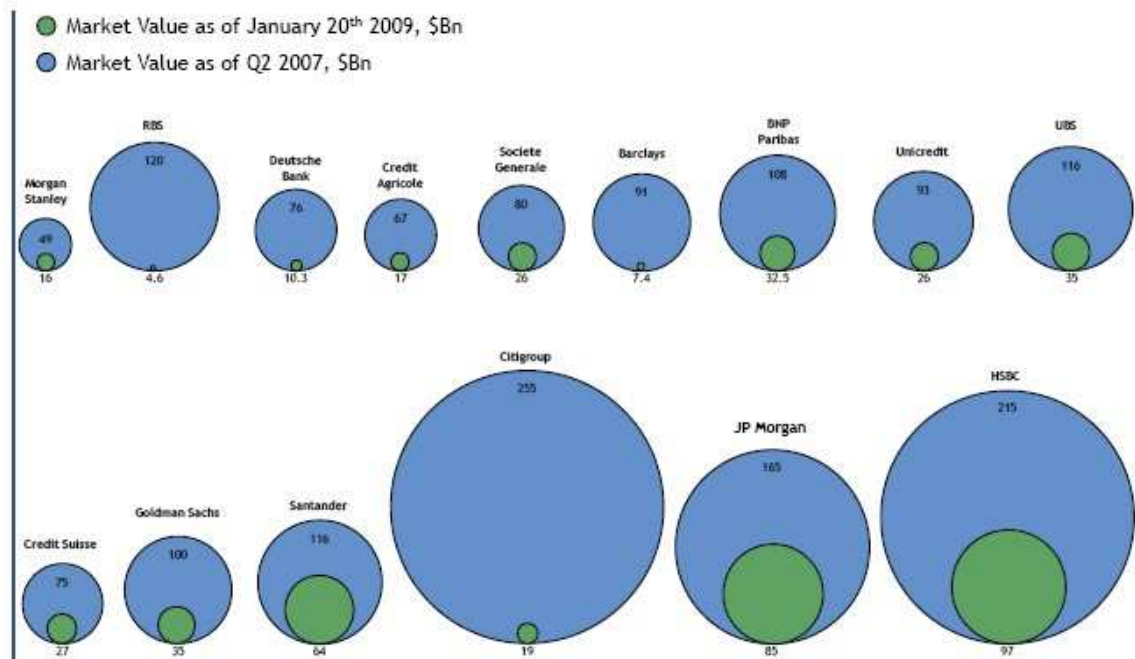 Market Value as of January 20th 2009, $Bn
Market Value as of Q2 2007, $Bn
Morgan
Stanley
49
16
RBS
120
4.6
Deutsche
Bank
76
10.3
Credit
Agricole
67
17
Societe
Generale
80
26
Barclays
91
7.4
BNP
Paribas
108
32.5
Unicredit
93
26
UBS
116
35
Credit Suisse
75
27
Goldman Sachs
100
35
Santander
116
64
Citigroup
255
19
JP Morgan
165
85
HSBC
215
97